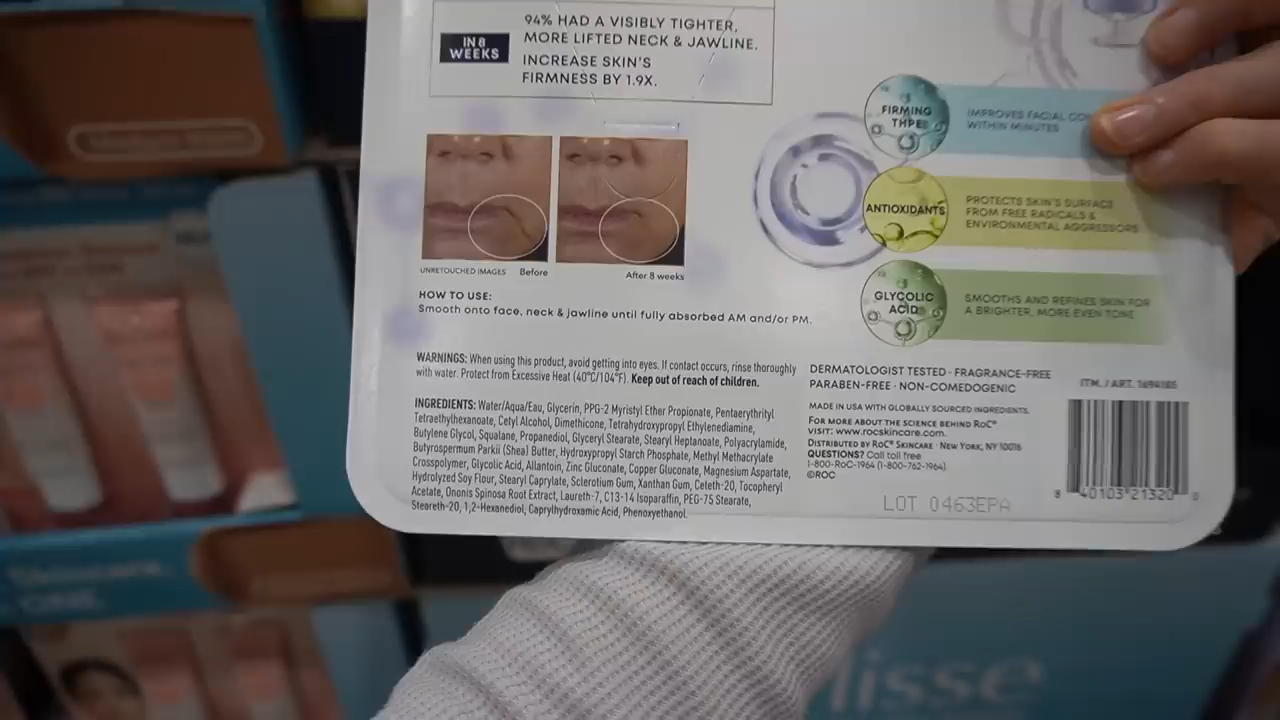 94% HAD A VISIBLY TIGHTER,
MORE LIFTED NECK & JAWLINE.
IN 8
WEEKS
INCREASE SKIN'S
FIRMNESS BY 1.9X.
FIRMING
THPE
IMPROVES FACIAL
WITHIN MINUTES
ANTIOXIDANTS
PROTECTS SKIN'S SURFACE
FROM FREE RADICALS &
ENVIRONMENTAL AGGRESSORS
GLYCOLIC
ACID
SMOOTHS AND REFINES SKIN FOR
A BRIGHTER, MORE EVEN TONE
UNRETOUCHED IMAGES Before
After 8 weeks
HOW TO USE:
Smooth onto face, neck & jawline until fully absorbed AM and/or PM.
WARNINGS: When using this product, avoid getting into eyes. If contact occurs, rinse thoroughly
with water. Protect from Excessive Heat (40°C/104°F). Keep out of reach of children.
INGREDIENTS: Water/Aqua/Eau, Glycerin, PPG-2 Myristyl Ether Propionate, Pentaerythrityl
Tetraethylhexanoate, Cetyl Alcohol, Dimethicone, Tetrahydroxypropyl Ethylenediamine,
Butylene Glycol, Squalane, Propanediol, Glyceryl Stearate, Stearyl Heptanoate, Polyacrylamide,
Butyrospermum Parkii (Shea) Butter, Hydroxypropyl Starch Phosphate, Methyl Methacrylate
Crosspolymer, Glycolic Acid, Allantoin, Zinc Gluconate, Copper Gluconate, Magnesium Aspartate,
Hydrolyzed Soy Flour, Stearyl Caprylate, Sclerotium Gum, Xanthan Gum, Ceteth-20, Tocopheryl
Acetate, Ononis Spinosa Root Extract, Laureth-7, C13-14 Isoparaffin, PEG-75 Stearate,
Steareth-20, 1,2-Hexanediol, Caprylhydroxamic Acid, Phenoxyethanol.
DERMATOLOGIST TESTED · FRAGRANCE-FREE
PARABEN-FREE · NON-COMEDOGENIC
MADE IN USA WITH GLOBALLY SOURCED INGREDIENTS.
FOR MORE ABOUT THE SCIENCE BEHIND RoC®
VISIT: www.rocskincare.com.
DISTRIBUTED BY RoC® SKINCARE · NEW YORK, NY 10016
QUESTIONS? Call toll free
1-800-RoC-1964 (1-800-762-1964).
©ROC
ITM. / ART. 1694185
8 40103 21320 0
LOT 0463EPA
Skincare.
ONE.
lisse